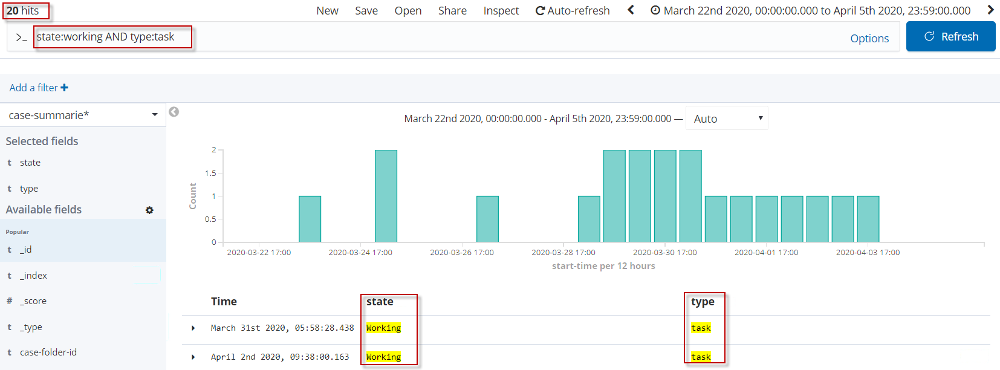 20 hits
New Save Open Share Inspect Auto-refresh March 22nd 2020, 00:00:00.000 to April 5th 2020, 23:59:00.000
>_ state:working AND type:task
Options
Refresh
Add a filter
case-summarie*
Selected fields
t state
t type
Available fields
Popular
t _id
t _index
# _score
t _type
t case-folder-id
March 22nd 2020, 00:00:00.000 - April 5th 2020, 23:59:00.000 — Auto
Count
2
1.5
1
0.5
0
2020-03-22 17:00 2020-03-24 17:00 2020-03-26 17:00 2020-03-28 17:00 2020-03-30 17:00 2020-04-01 17:00 2020-04-03 17:00
start-time per 12 hours
Time state type
March 31st 2020, 05:58:28.438 Working task
April 2nd 2020, 09:38:00.163 Working task